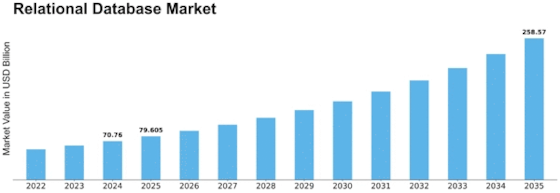 Relational Database Market
Market Value in USD Billion
70.76
79.605
258.57
2022 2023 2024 2025 2026 2027 2028 2029 2030 2031 2032 2033 2034 2035